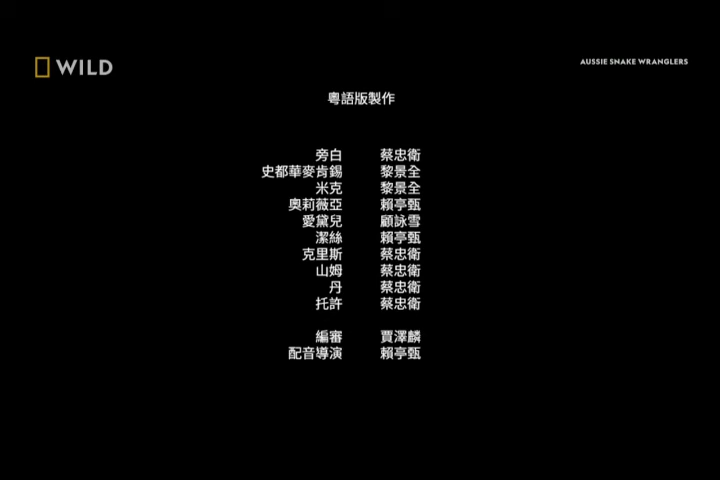 WILD
AUSSIE SNAKE WRANGLERS
粵語版製作
旁白 蔡忠衛
史都華麥肯錫 黎景全
米克 黎景全
奧莉薇亞 賴亭甄
愛黛兒 顧詠雪
潔絲 賴亭甄
克里斯 蔡忠衛
山姆 蔡忠衛
丹 蔡忠衛
托許 蔡忠衛
編審 賈澤麟
配音導演 賴亭甄